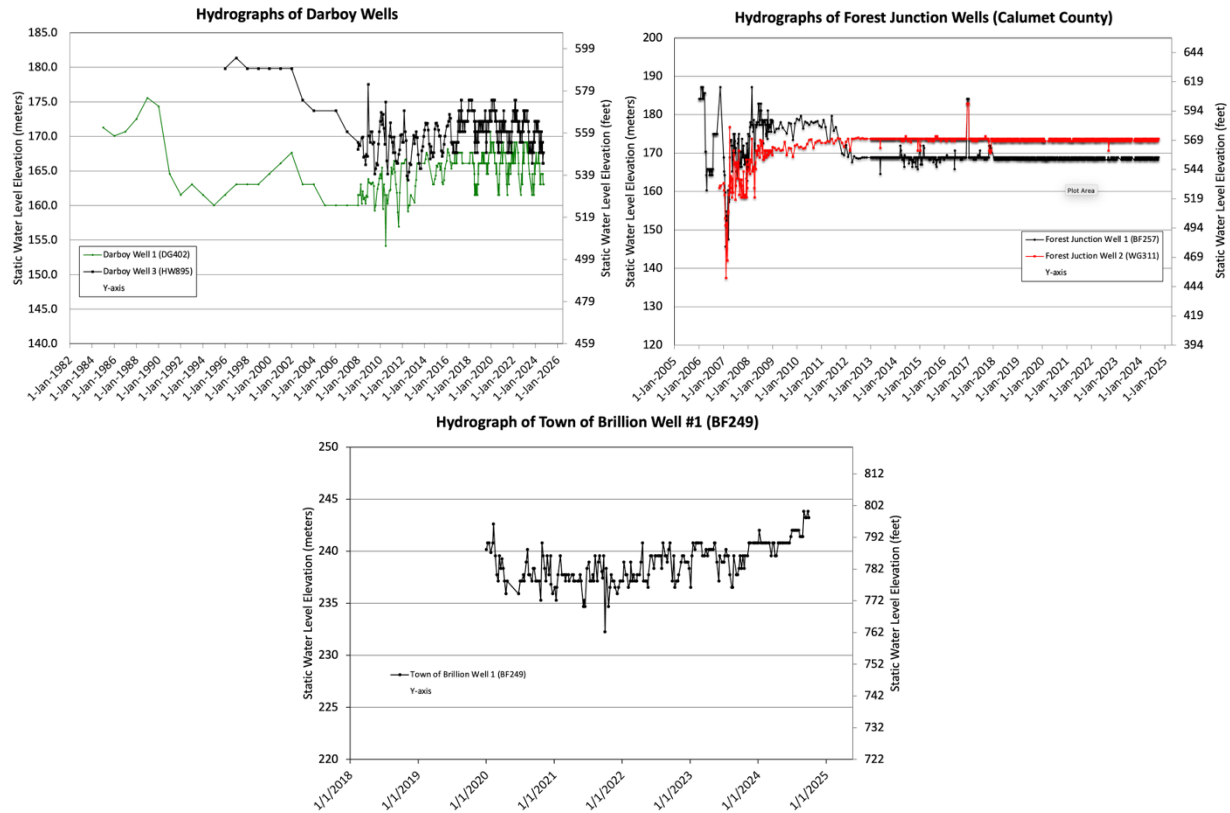 Hydrographs of Darboy Wells
Static Water Level Elevation (meters)
185.0
180.0
175.0
170.0
165.0
160.0
155.0
150.0
145.0
140.0
Darboy Well 1 (DG402)
Darboy Well 3 (HW895)
Y-axis
599
579
559
539
519
499
479
459
Static Water Level Elevation (feet)
1-Jan-1982
1-Jan-1984
1-Jan-1986
1-Jan-1988
1-Jan-1990
1-Jan-1992
1-Jan-1994
1-Jan-1996
1-Jan-1998
1-Jan-2000
1-Jan-2002
1-Jan-2004
1-Jan-2006
1-Jan-2008
1-Jan-2010
1-Jan-2012
1-Jan-2014
1-Jan-2016
1-Jan-2018
1-Jan-2020
1-Jan-2022
1-Jan-2024
1-Jan-2026
Hydrographs of Forest Junction Wells (Calumet County)
Static Water Level Elevation (meters)
200
190
180
170
160
150
140
130
120
Plot Area
Forest Junction Well 1 (BF257)
Forest Juction Well 2 (WG311)
Y-axis
644
619
594
569
544
519
494
469
444
419
394
Static Water Level Elevation (feet)
1-Jan-2005
1-Jan-2006
1-Jan-2007
1-Jan-2008
1-Jan-2009
1-Jan-2010
1-Jan-2011
1-Jan-2012
1-Jan-2013
1-Jan-2014
1-Jan-2015
1-Jan-2016
1-Jan-2017
1-Jan-2018
1-Jan-2019
1-Jan-2020
1-Jan-2021
1-Jan-2022
1-Jan-2023
1-Jan-2024
1-Jan-2025
Hydrograph of Town of Brillion Well #1 (BF249)
Static Water Level Elevation (meters)
250
245
240
235
230
225
220
Town of Brillion Well 1 (BF249)
Y-axis
812
802
792
782
772
762
752
742
732
722
Static Water Level Elevation (feet)
1/1/2018
1/1/2019
1/1/2020
1/1/2021
1/1/2022
1/1/2023
1/1/2024
1/1/2025